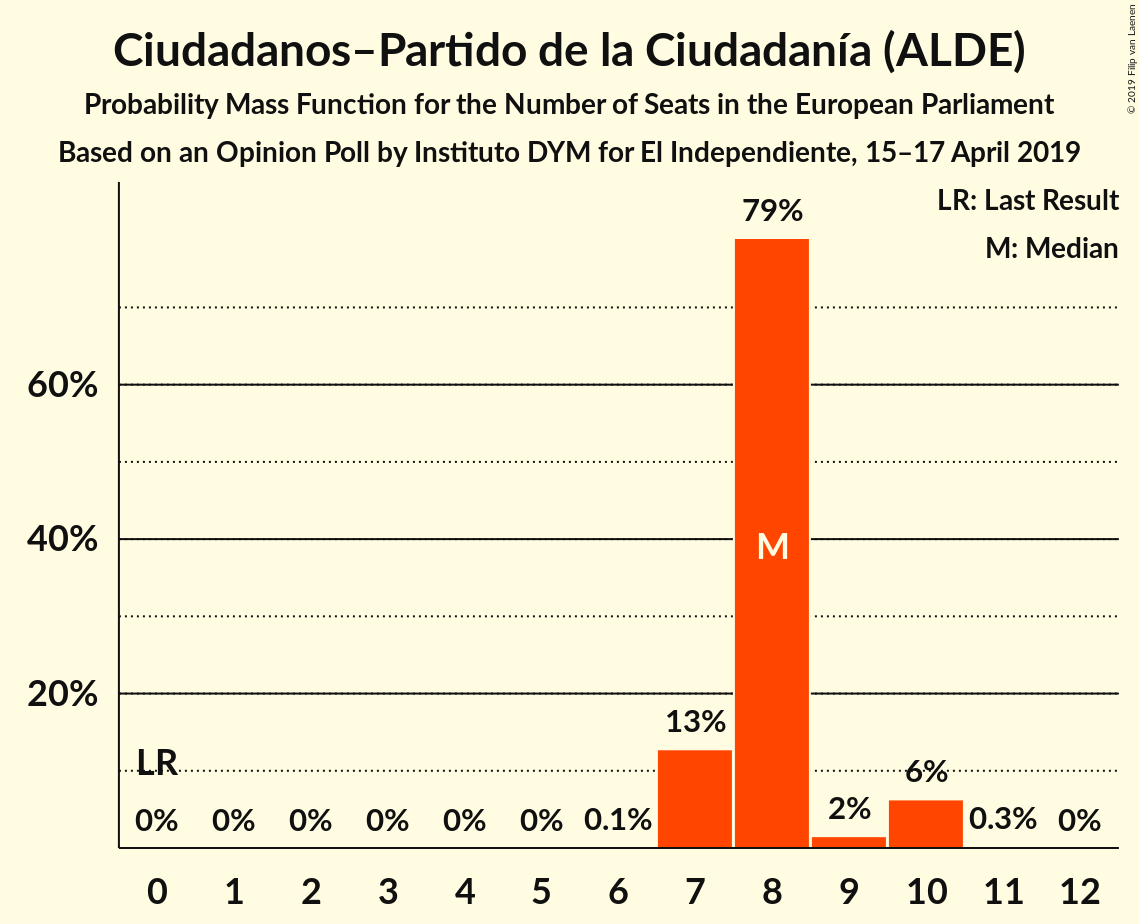 Ciudadanos–Partido de la Ciudadanía (ALDE)
Probability Mass Function for the Number of Seats in the European Parliament
Based on an Opinion Poll by Instituto DYM for El Independiente, 15–17 April 2019
© 2019 Filip van Laenen
LR: Last Result
M: Median
79%
60%
40%
M
20%
13%
LR
6%
2%
0% 0% 0% 0% 0% 0% 0.1% 0.3% 0%
0 1 2 3 4 5 6 7 8 9 10 11 12